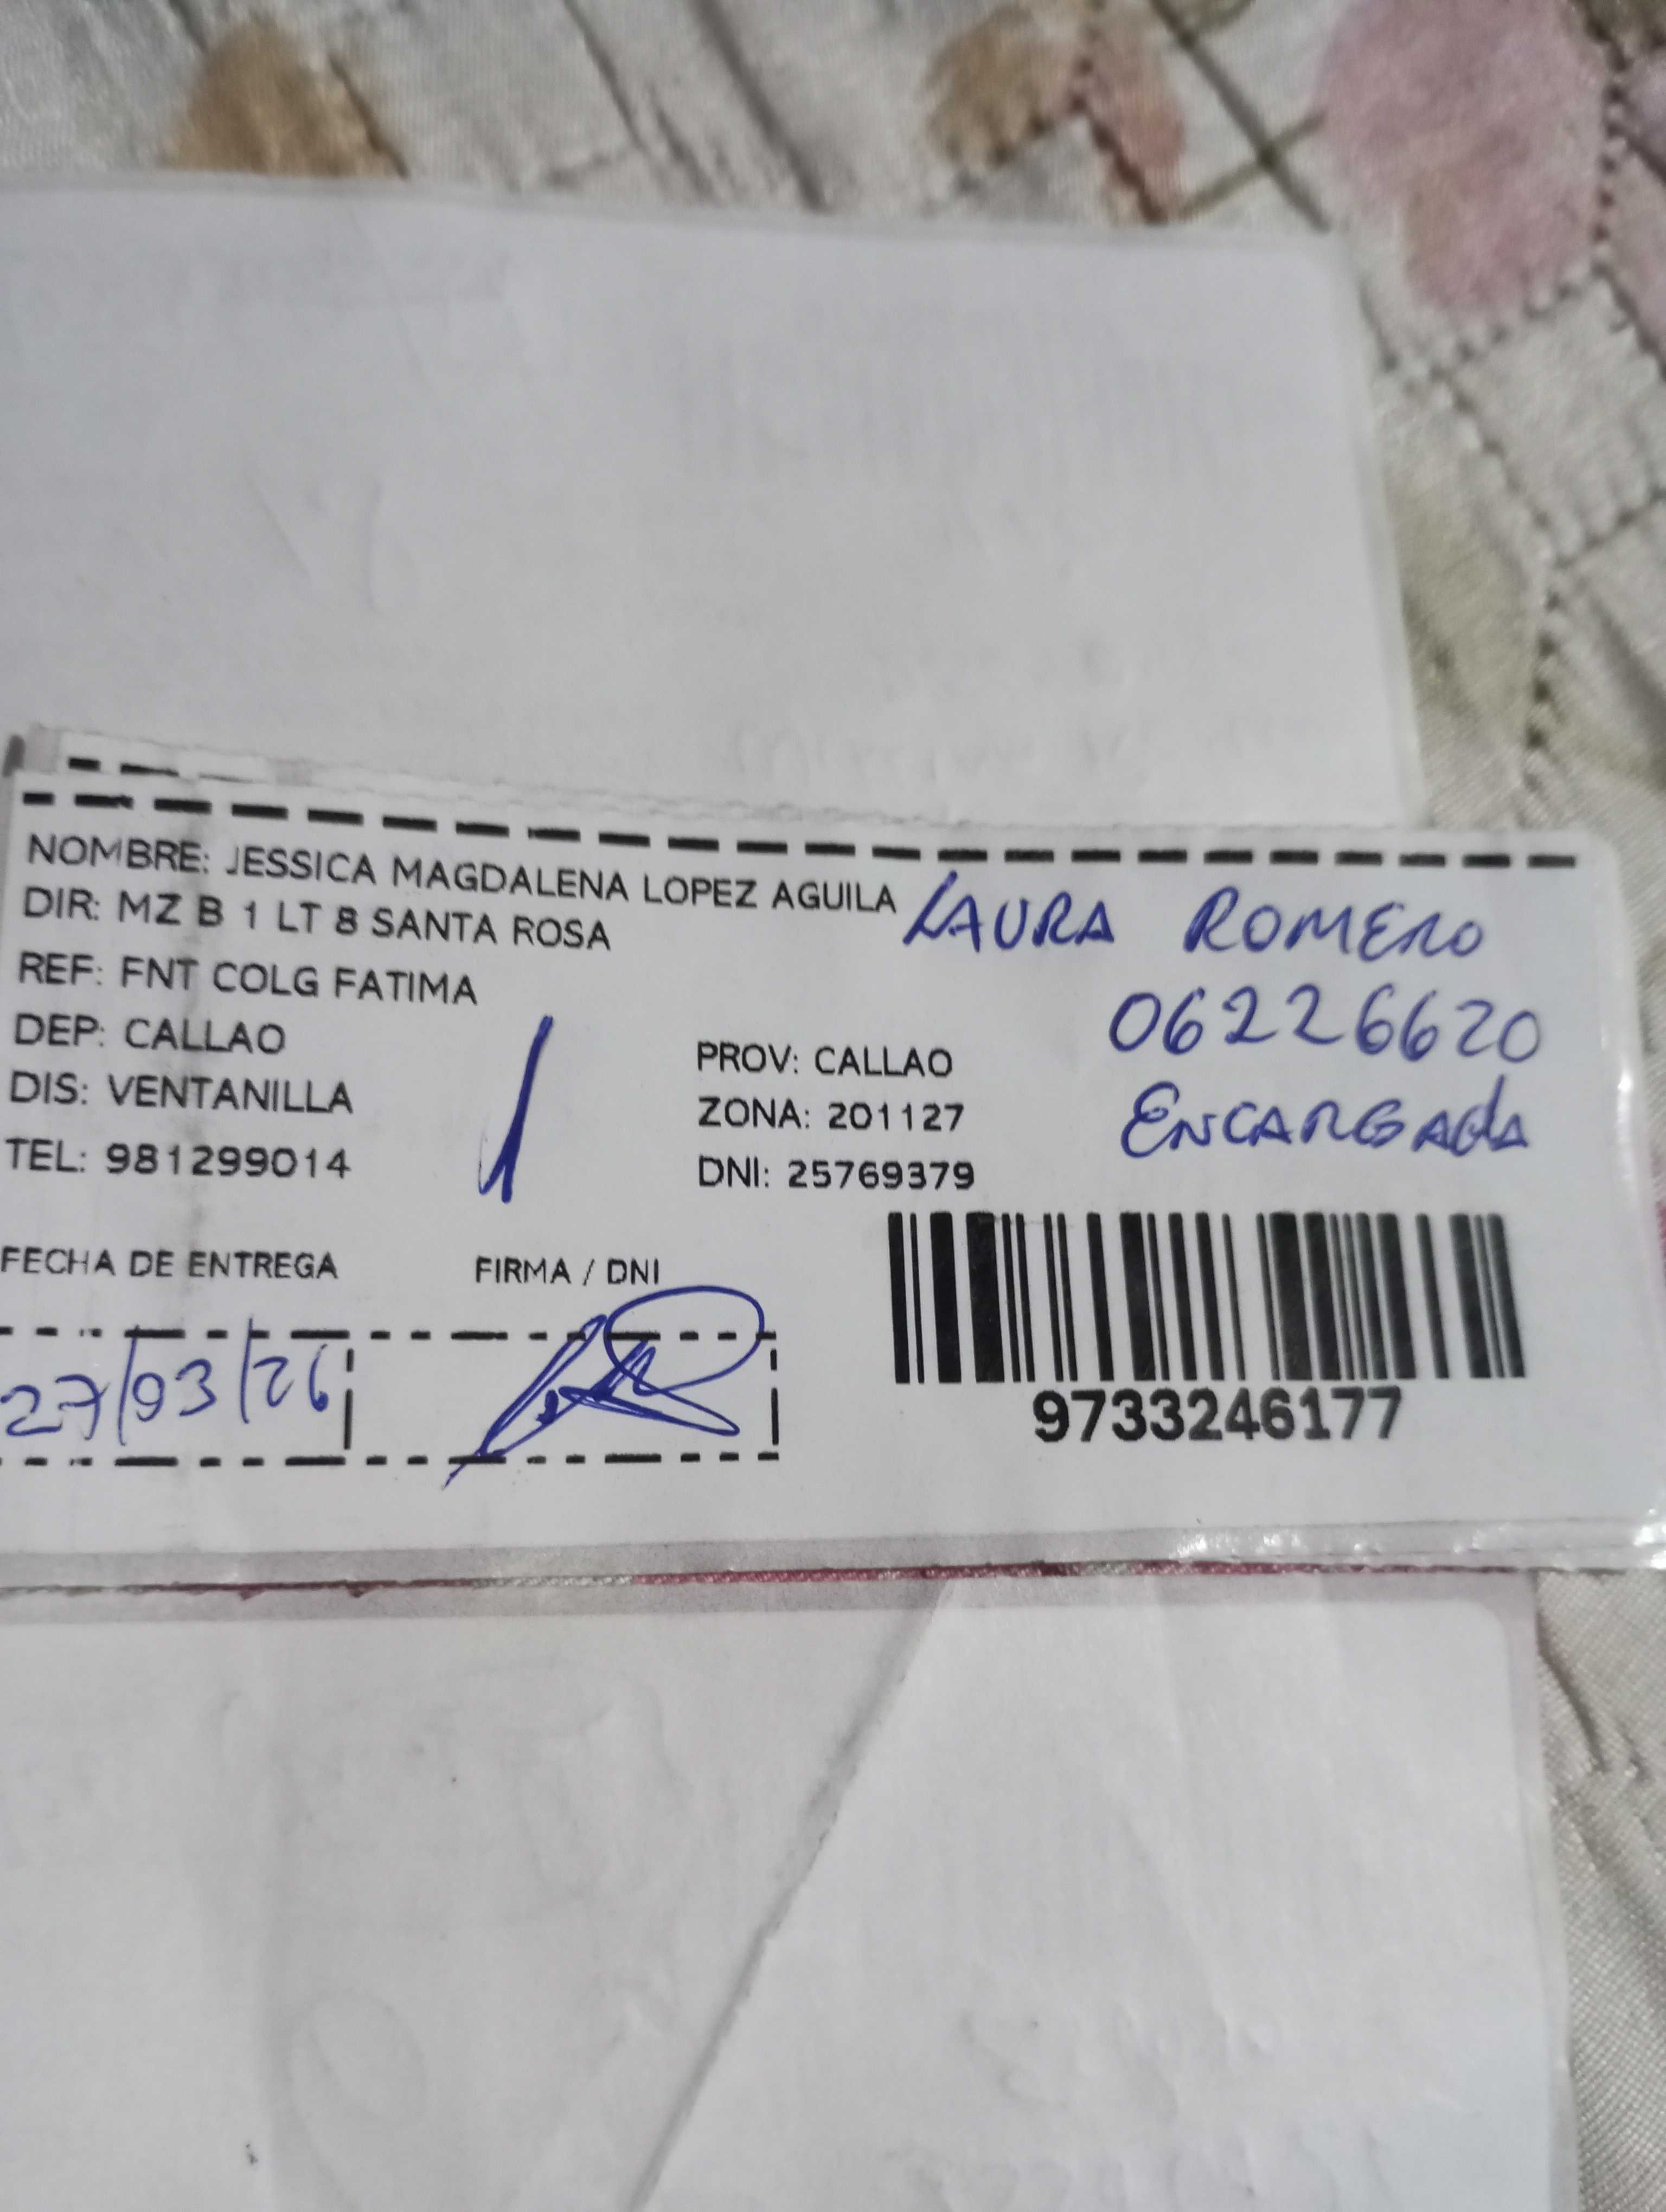 NOMBRE: JESSICA MAGDALENA LOPEZ AGUILA
LAURA ROMERO
DIR: MZ B 1 LT 8 SANTA ROSA
REF: FNT COLG FATIMA
06226620
DEP: CALLAO
PROV: CALLAO
ENCARGADA
DIS: VENTANILLA
ZONA: 201127
TEL: 981299014
DNI: 25769379
FECHA DE ENTREGA
FIRMA / DNI
27/03/26
9733246177